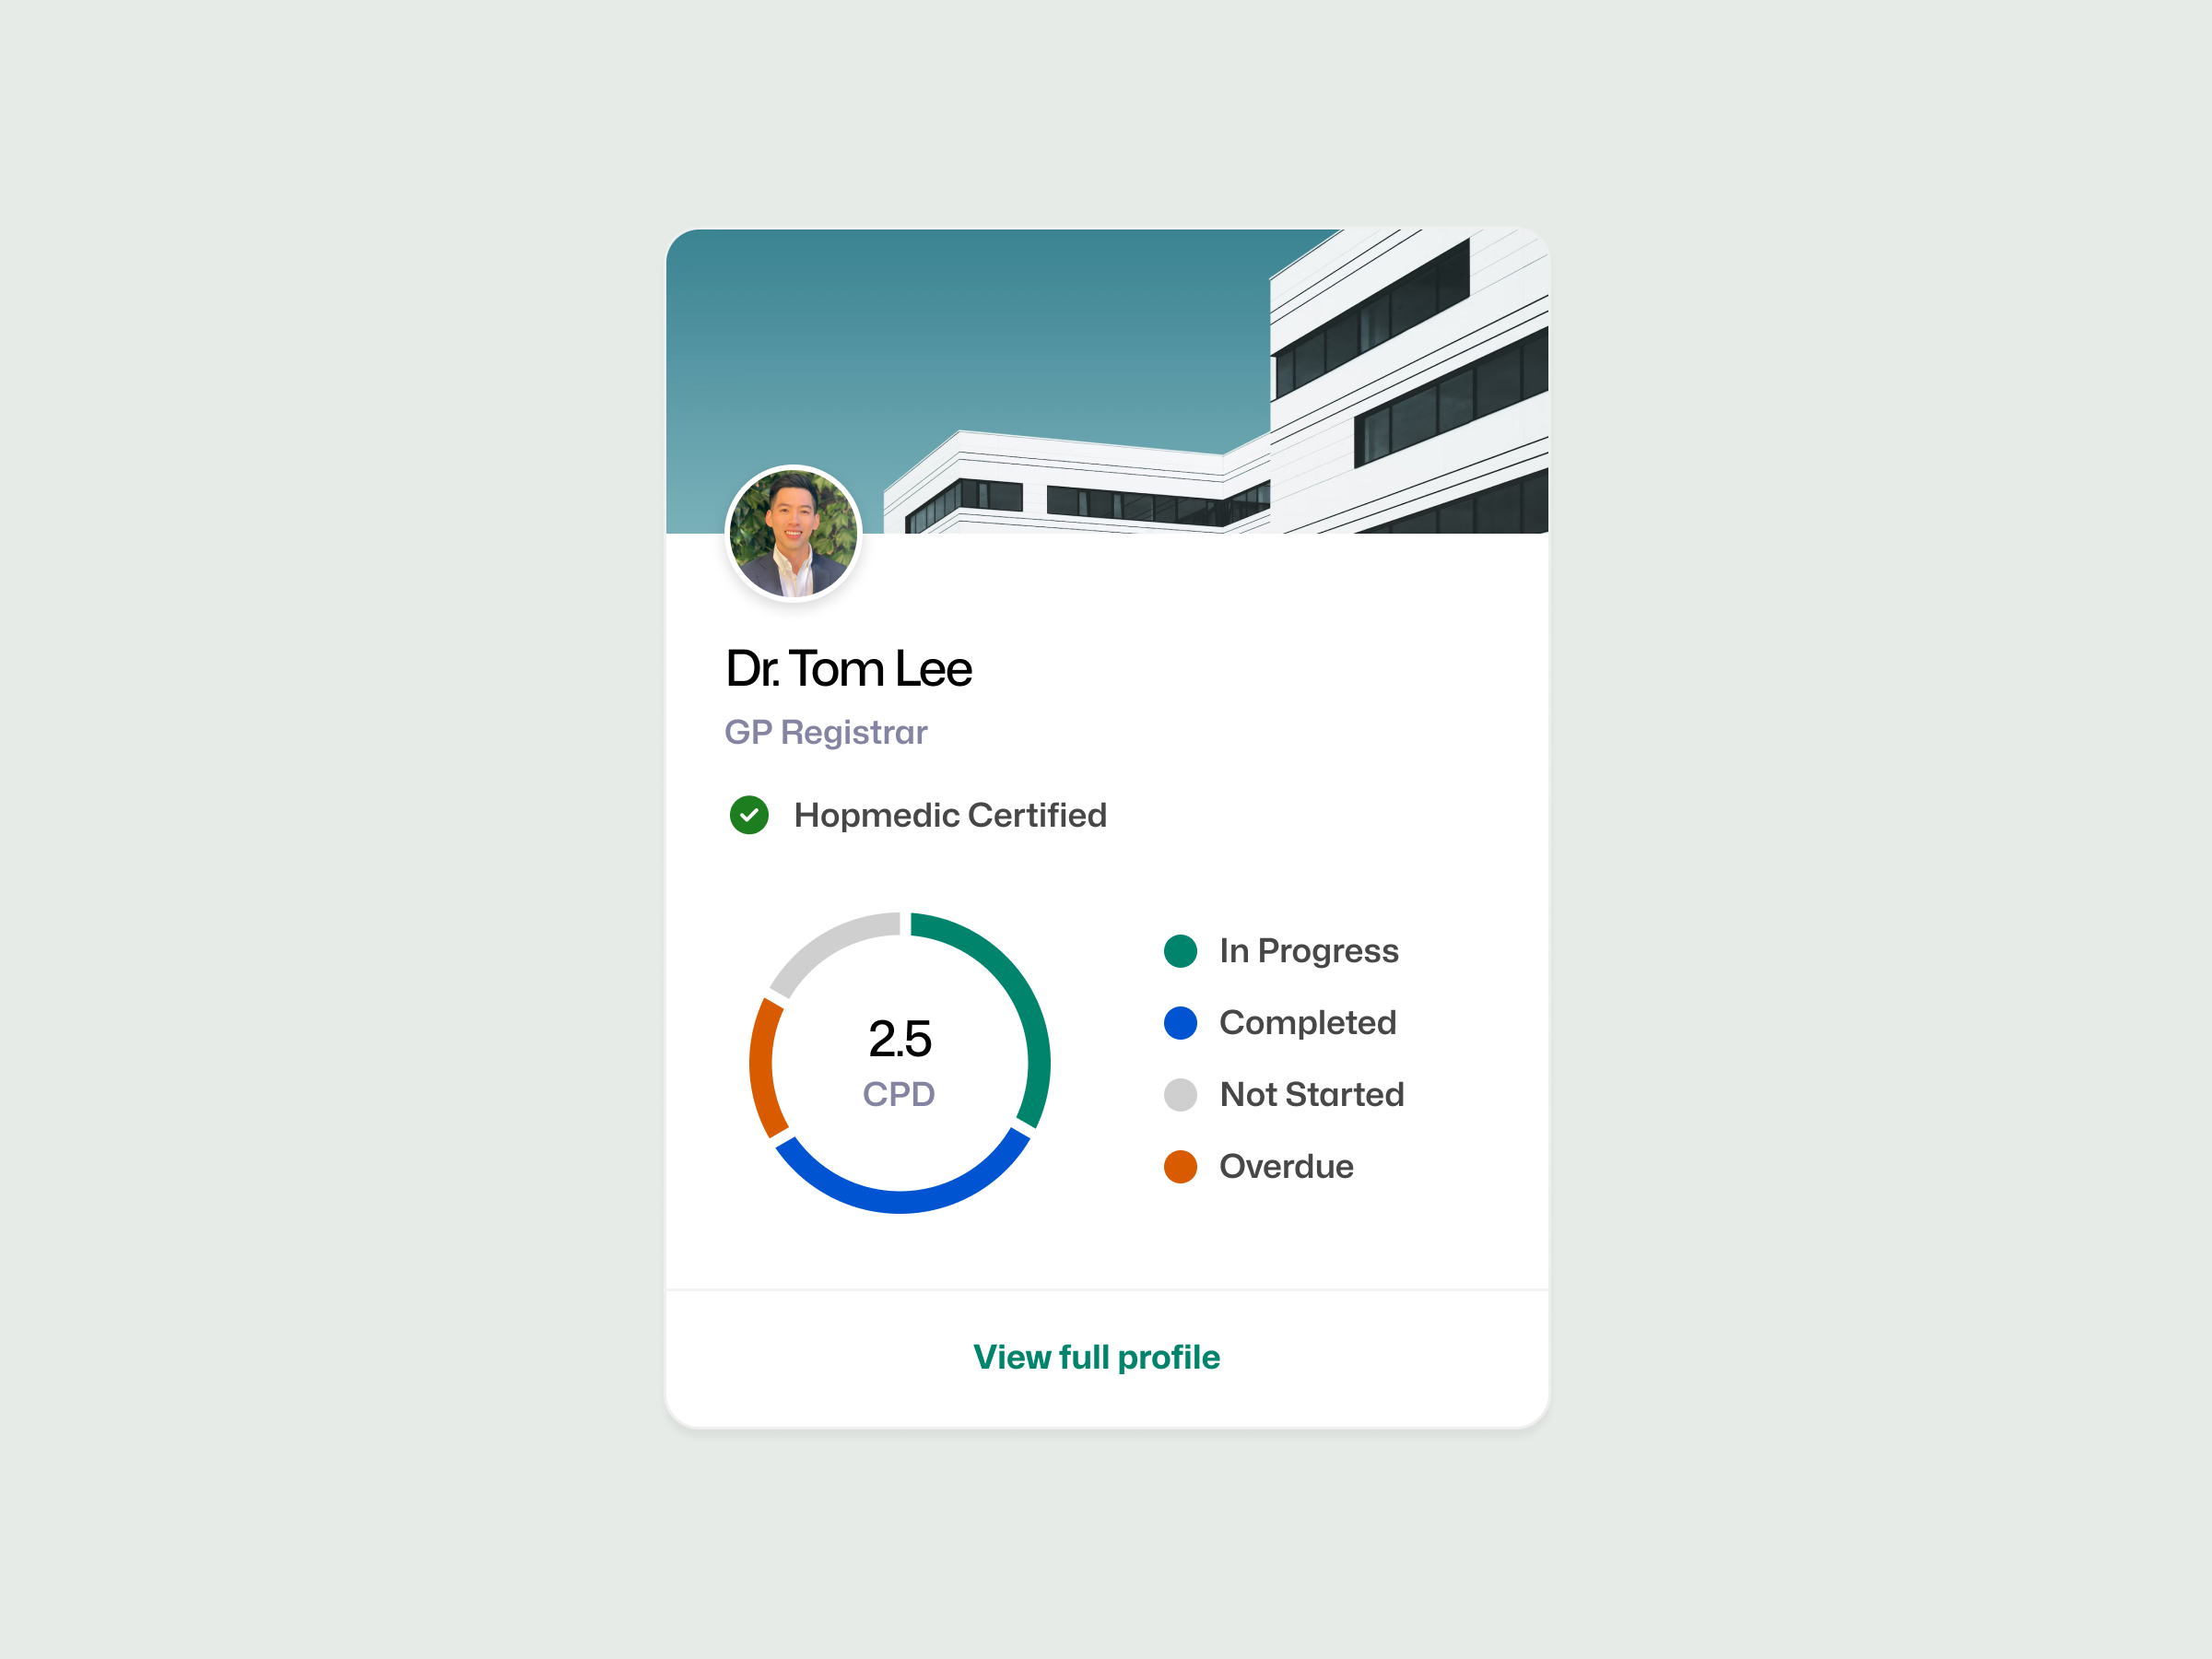 Dr. Tom Lee
GP Registrar
Hopmedic Certified
2.5
CPD
In Progress
Completed
Not Started
Overdue
View full profile